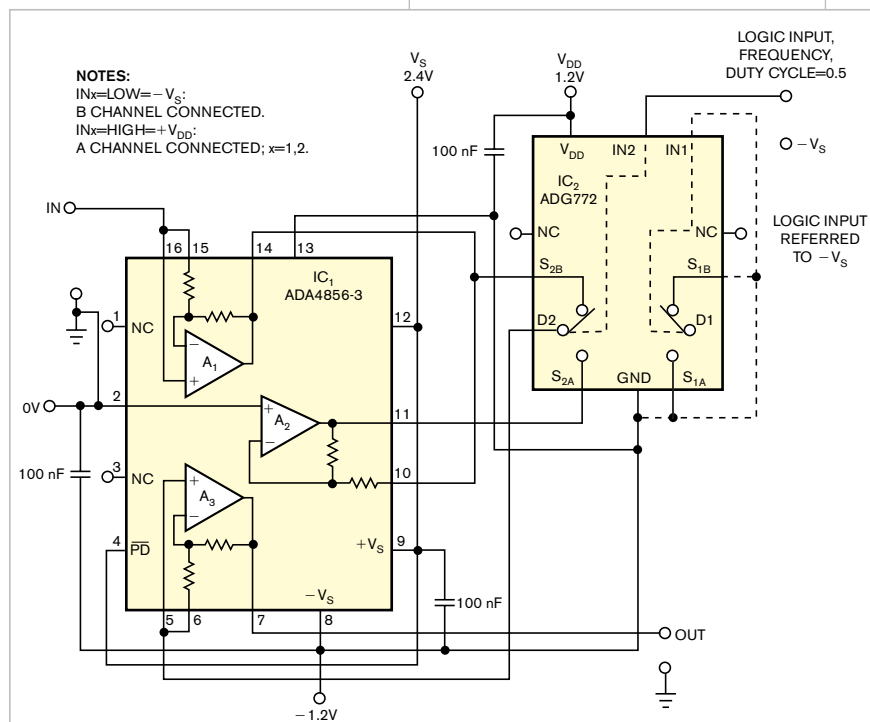 NOTES:
INx=LOW=−VS:
B CHANNEL CONNECTED.
INx=HIGH=+VDD:
A CHANNEL CONNECTED; x=1,2.
VS
2.4V
VDD
1.2V
LOGIC INPUT,
FREQUENCY,
DUTY CYCLE=0.5
100 nF
VDD
IN2
IN1
−VS
IC2
ADG772
IN
NC
NC
LOGIC INPUT
REFERRED
TO −VS
16
15
14
13
S2B
S1B
IC1
ADA4856-3
1
NC
12
D2
D1
−
A1
+
S2A
GND
S1A
0V
2
+
A2
−
11
100 nF
3
NC
10
+
A3
−
4
PD
+VS
9
−VS
100 nF
5
6
7
8
OUT
−1.2V